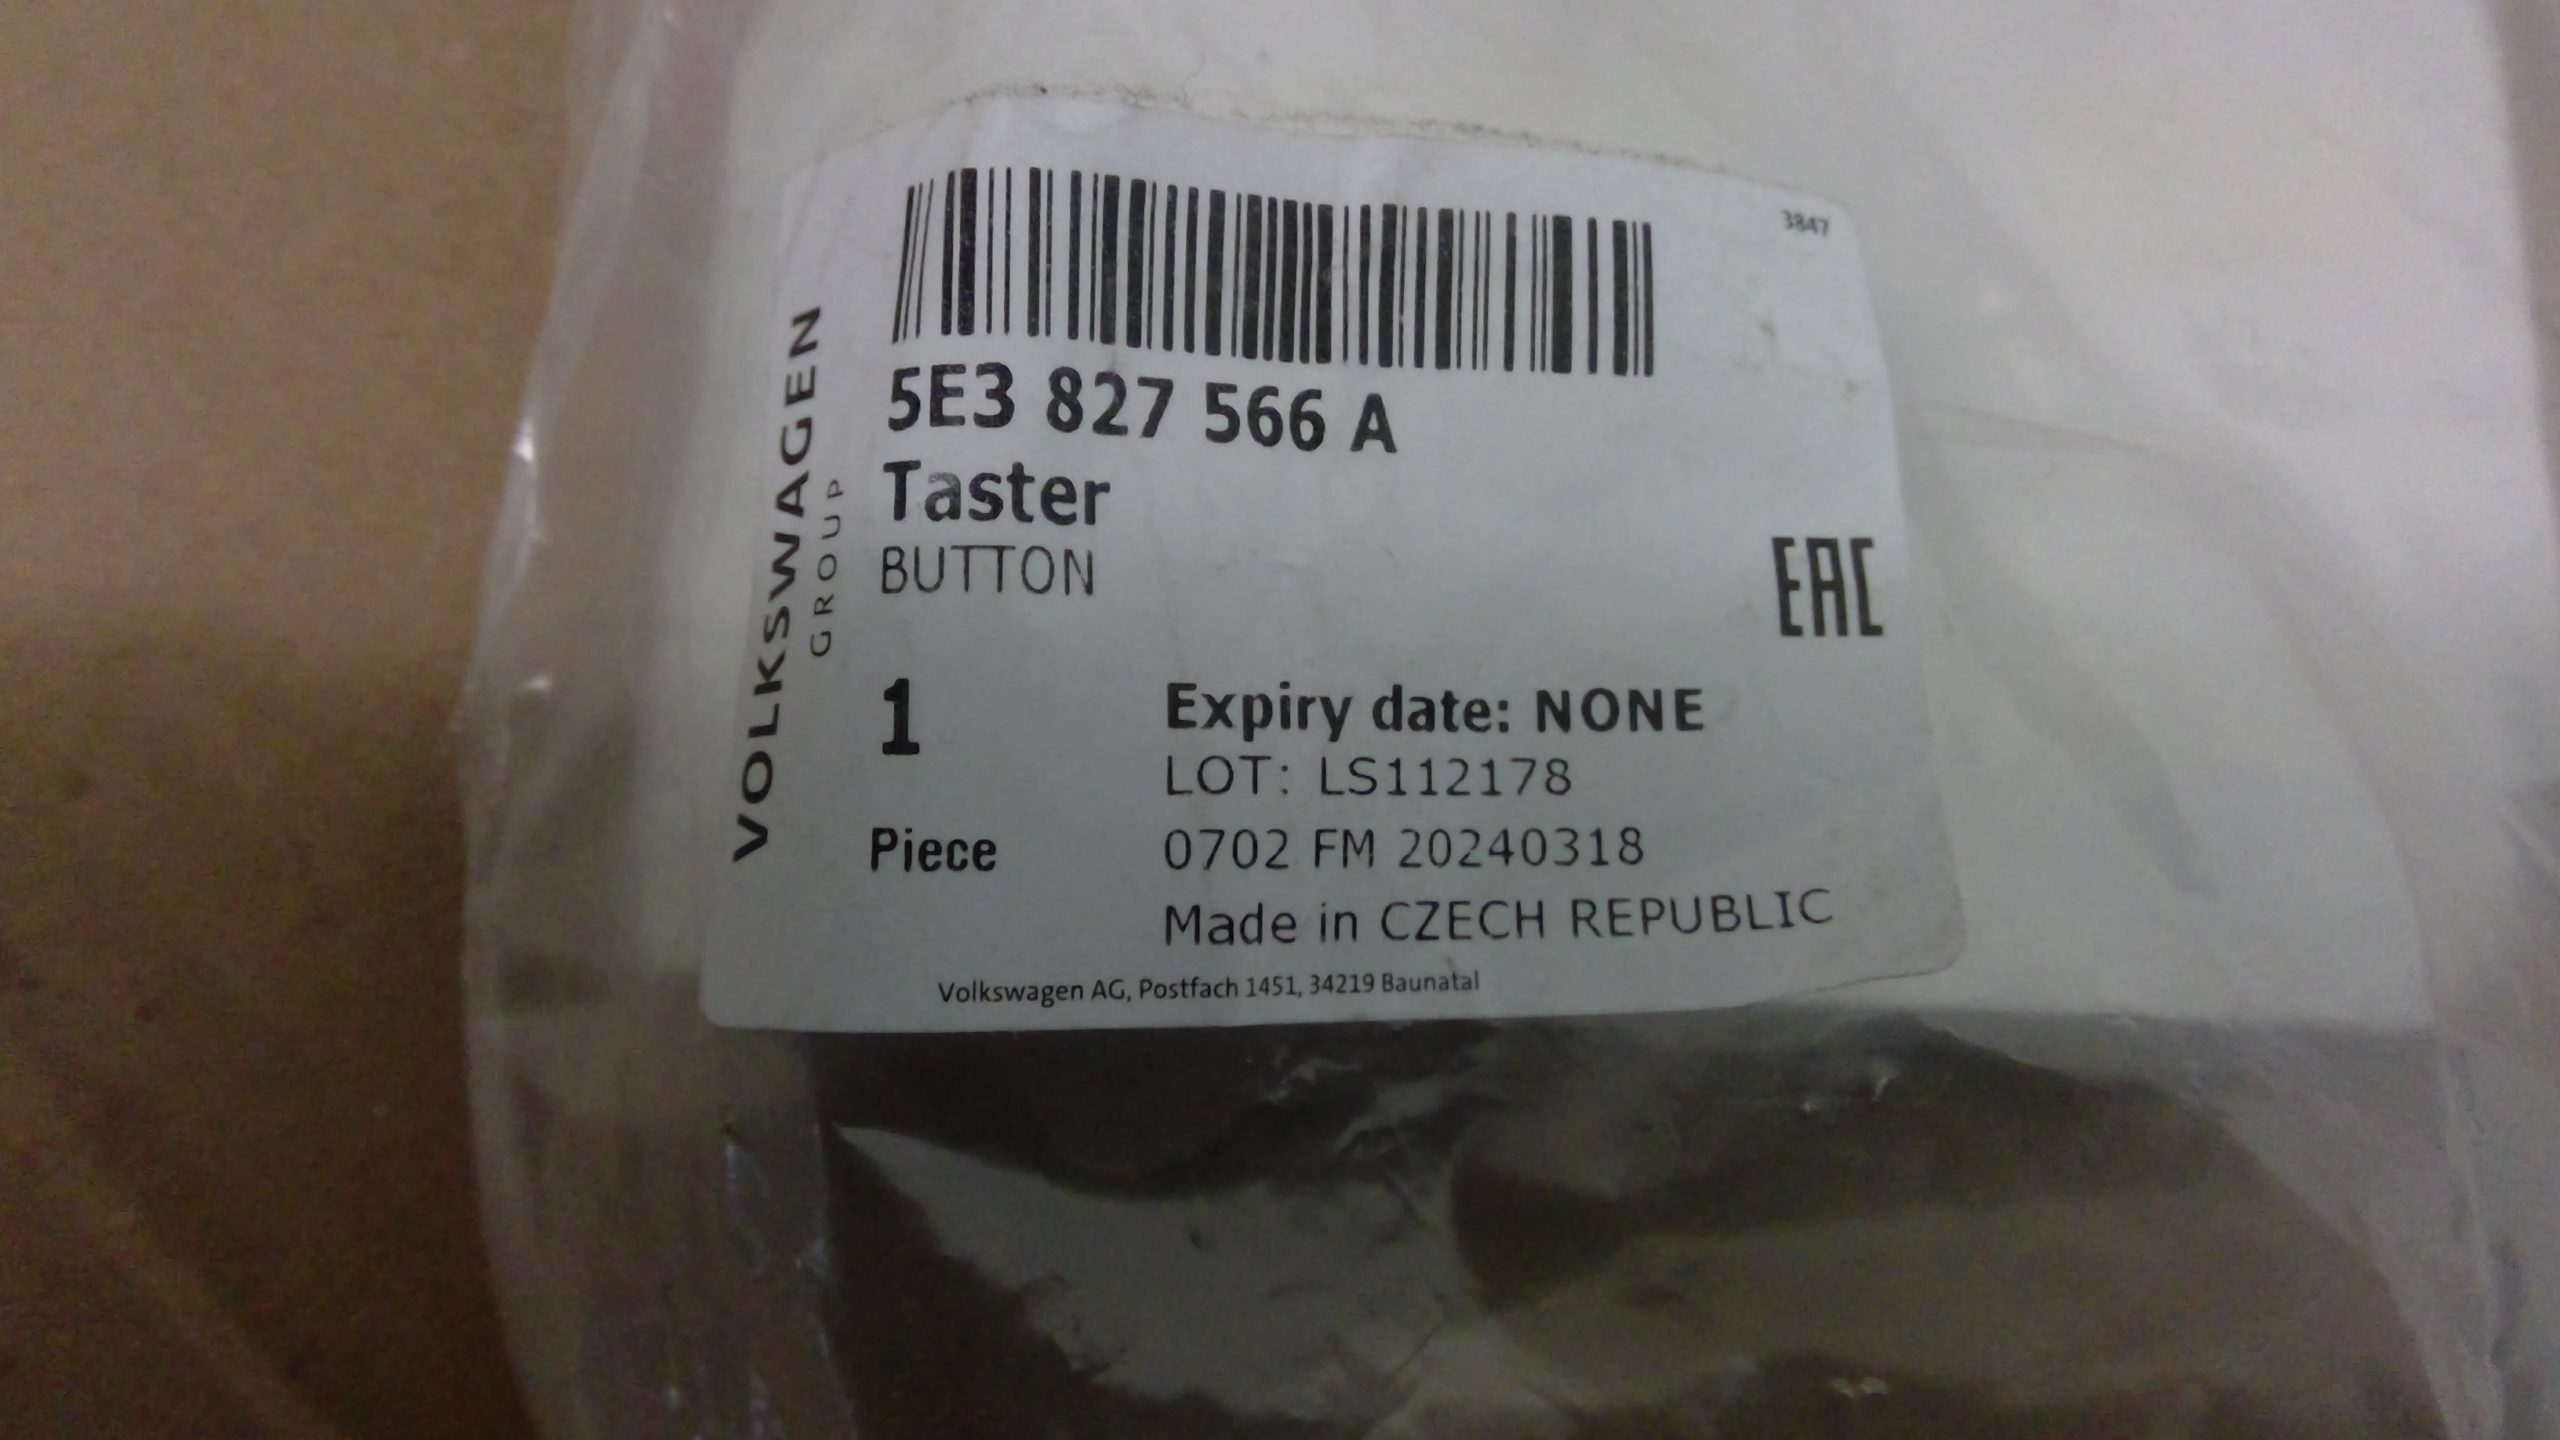 3847
VOLKSWAGEN
GROUP
5E3 827 566 A
Taster
BUTTON
EAC
1
Piece
Expiry date: NONE
LOT: LS112178
0702 FM 20240318
Made in CZECH REPUBLIC
Volkswagen AG, Postfach 1451, 34219 Baunatal